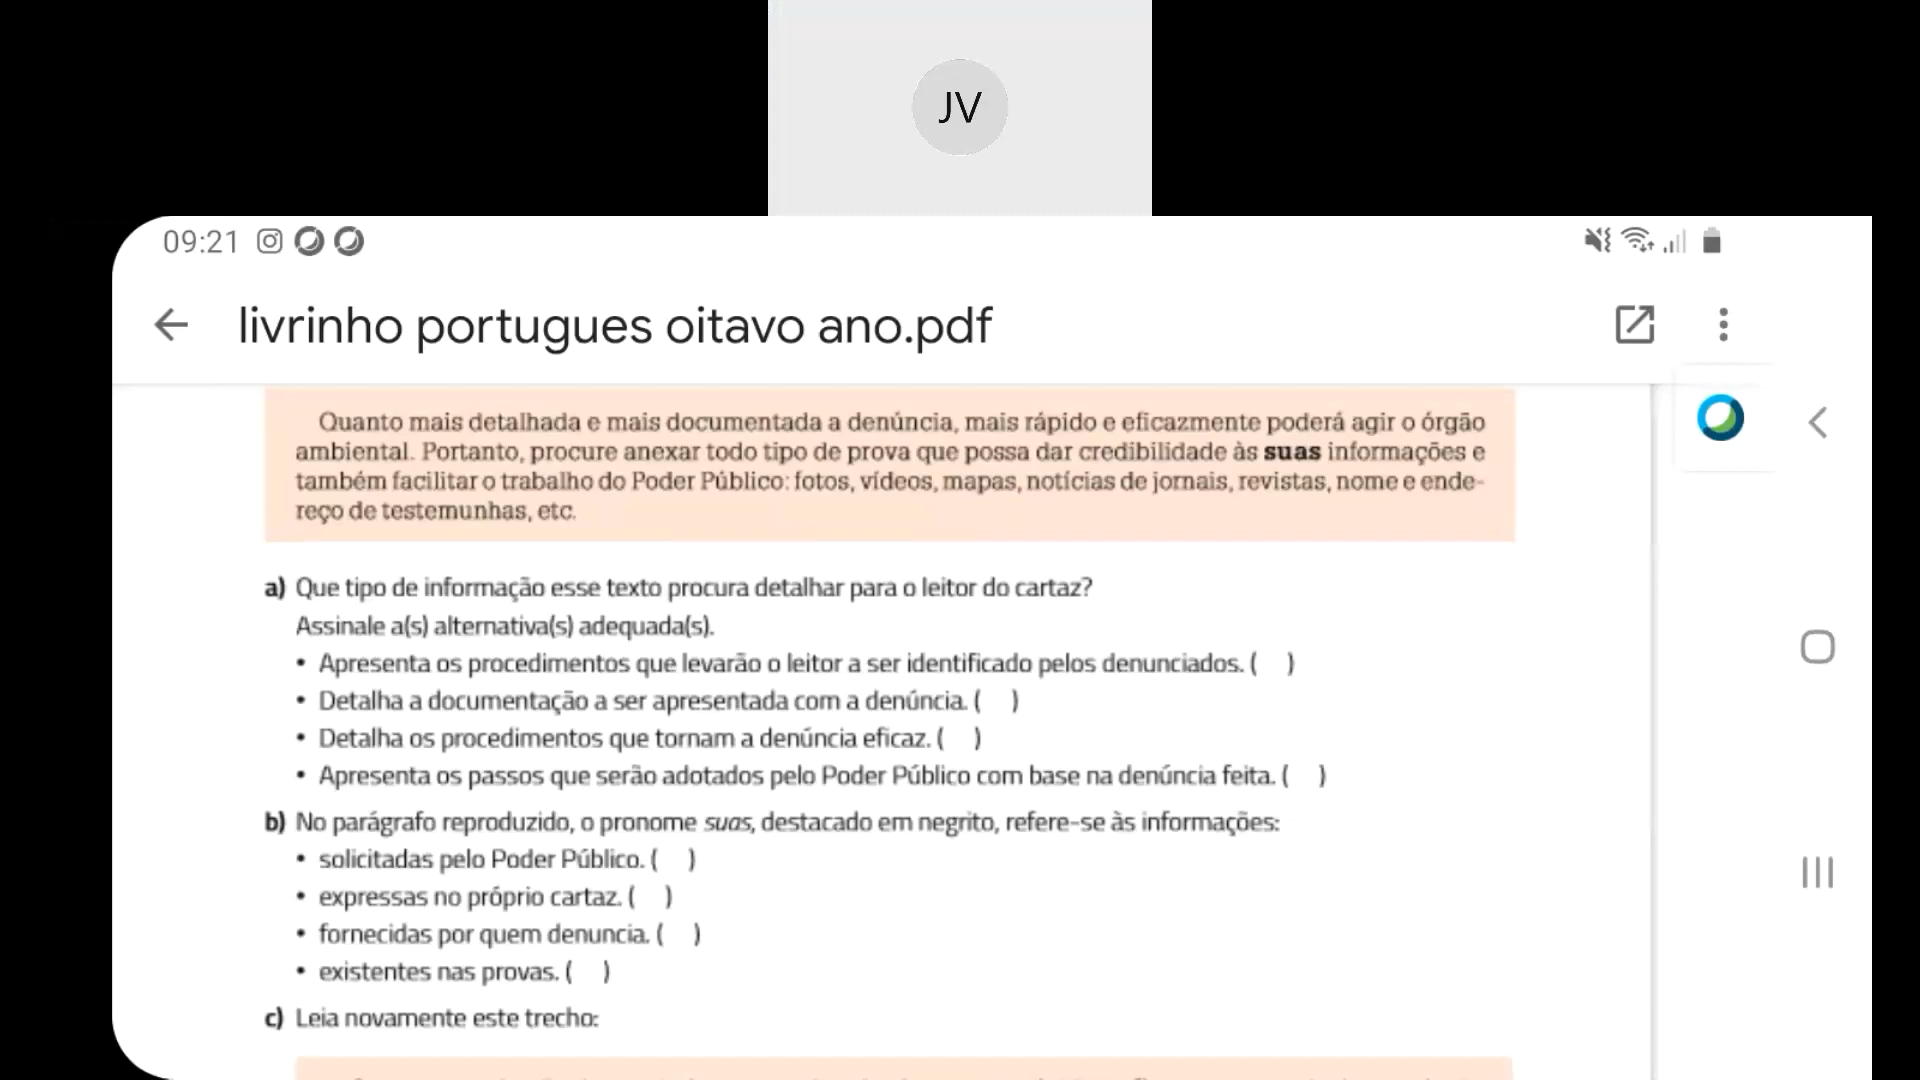 JV
09:21
livrinho portugues oitavo ano.pdf
Quanto mais detalhada e mais documentada a denúncia, mais rápido e eficazmente poderá agir o órgão
ambiental. Portanto, procure anexar todo tipo de prova que possa dar credibilidade às suas informações e
também facilitar o trabalho do Poder Público: fotos, vídeos, mapas, notícias de jornais, revistas, nome e ende-
reço de testemunhas, etc.
a) Que tipo de informação esse texto procura detalhar para o leitor do cartaz?
Assinale a(s) alternativa(s) adequada(s).
• Apresenta os procedimentos que levarão o leitor a ser identificado pelos denunciados. ( )
• Detalha a documentação a ser apresentada com a denúncia. ( )
• Detalha os procedimentos que tornam a denúncia eficaz. ( )
• Apresenta os passos que serão adotados pelo Poder Público com base na denúncia feita. ( )
b) No parágrafo reproduzido, o pronome suas, destacado em negrito, refere-se às informações:
• solicitadas pelo Poder Público. ( )
• expressas no próprio cartaz. ( )
• fornecidas por quem denuncia. ( )
• existentes nas provas. ( )
c) Leia novamente este trecho: